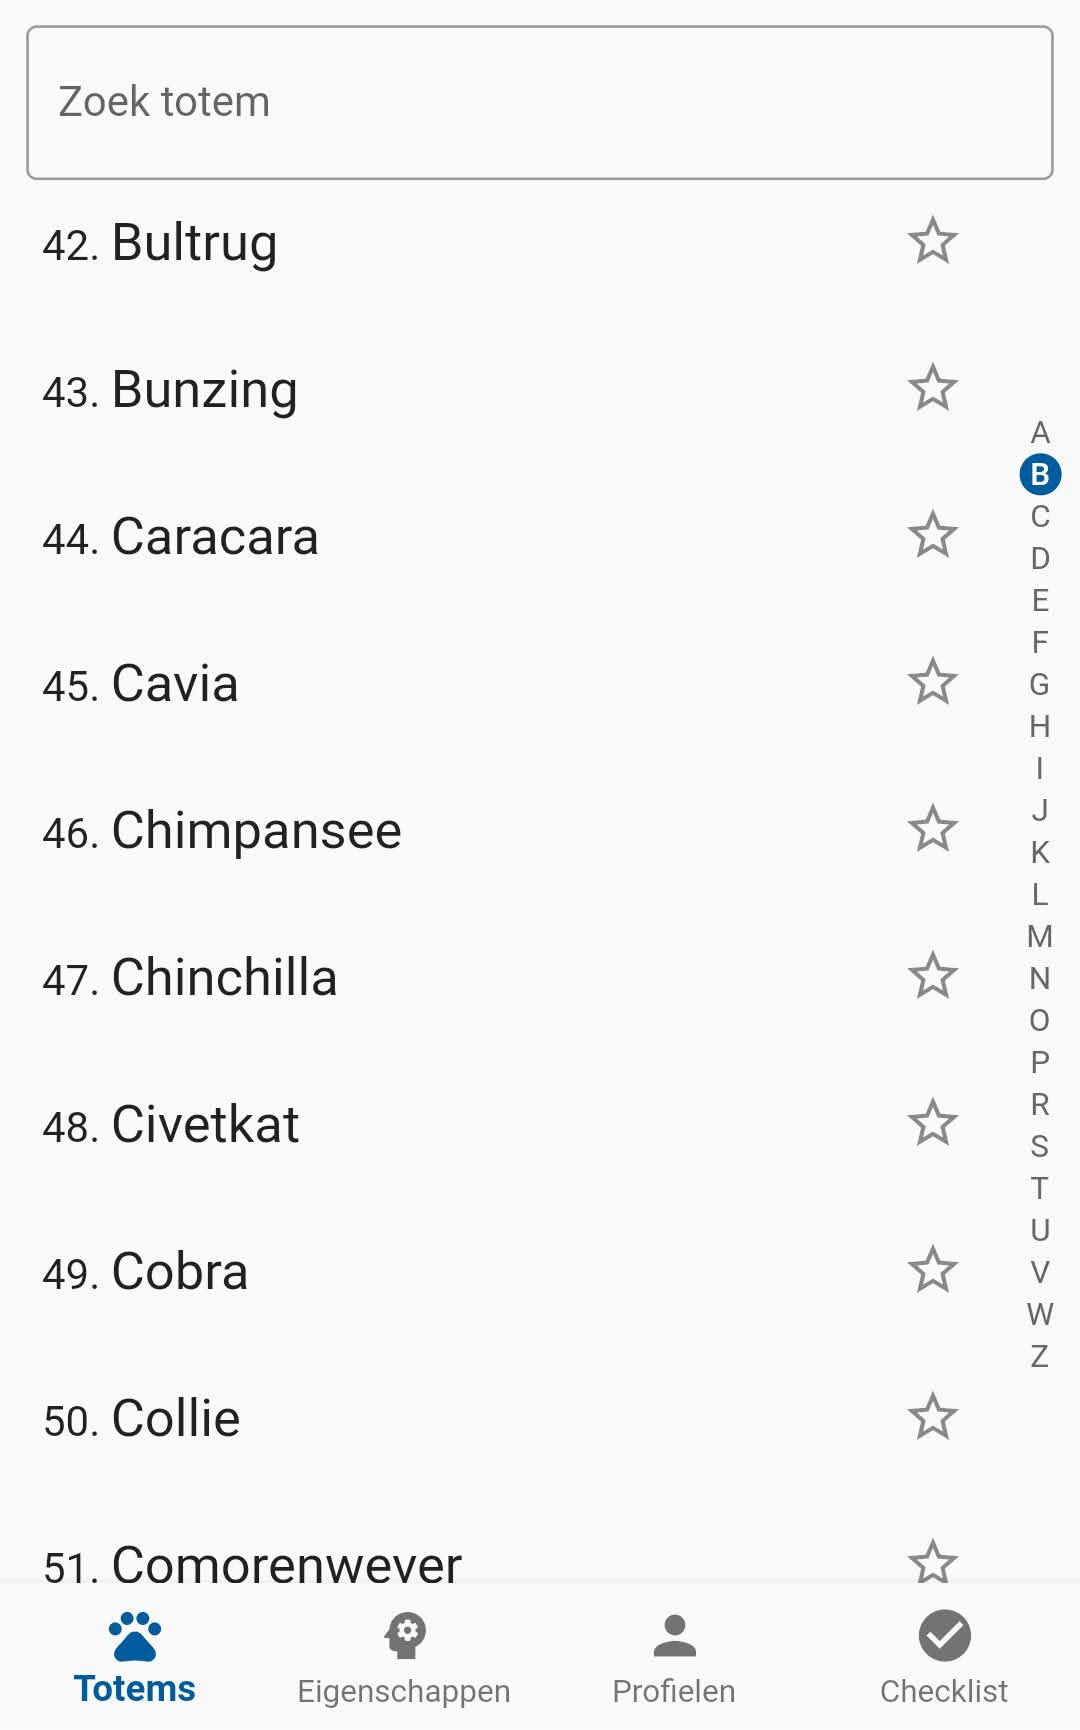 Zoek totem
42. Bultrug
43. Bunzing
44. Caracara
45. Cavia
46. Chimpansee
47. Chinchilla
48. Civetkat
49. Cobra
50. Collie
51. Comorenwever
A
B
C
D
E
F
G
H
I
J
K
L
M
N
O
P
R
S
T
U
V
W
Z
Totems
Eigenschappen
Profielen
Checklist